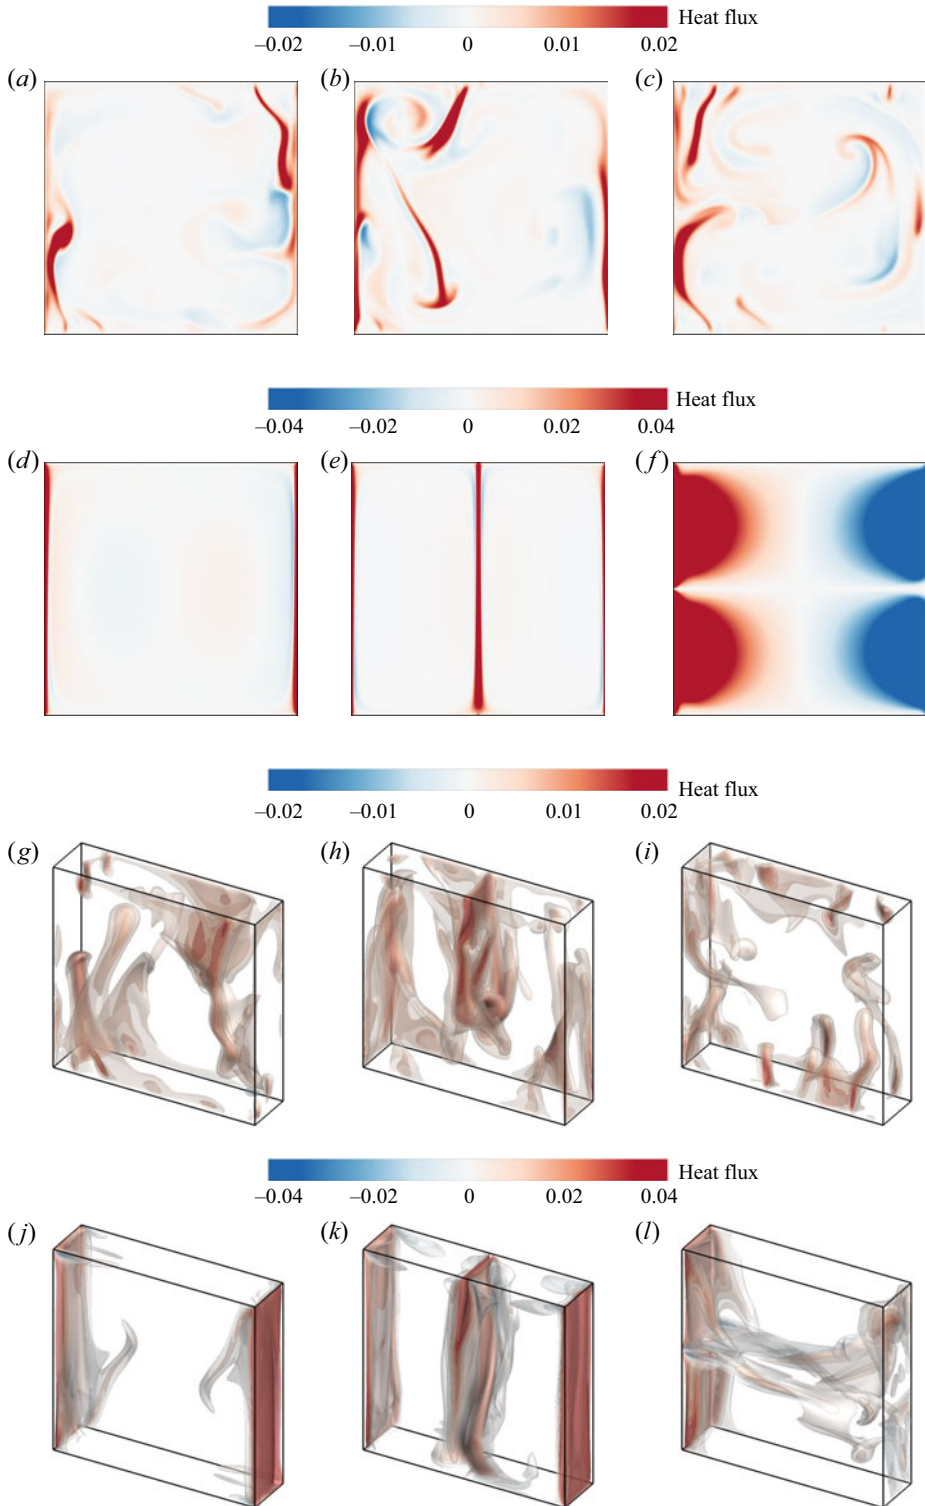 Heat flux
–0.02 –0.01 0 0.01 0.02
(a) (b) (c)
Heat flux
–0.04 –0.02 0 0.02 0.04
(d) (e) (f)
Heat flux
–0.02 –0.01 0 0.01 0.02
(g) (h) (i)
Heat flux
–0.04 –0.01 0 0.02 0.04
(j) (k) (l)